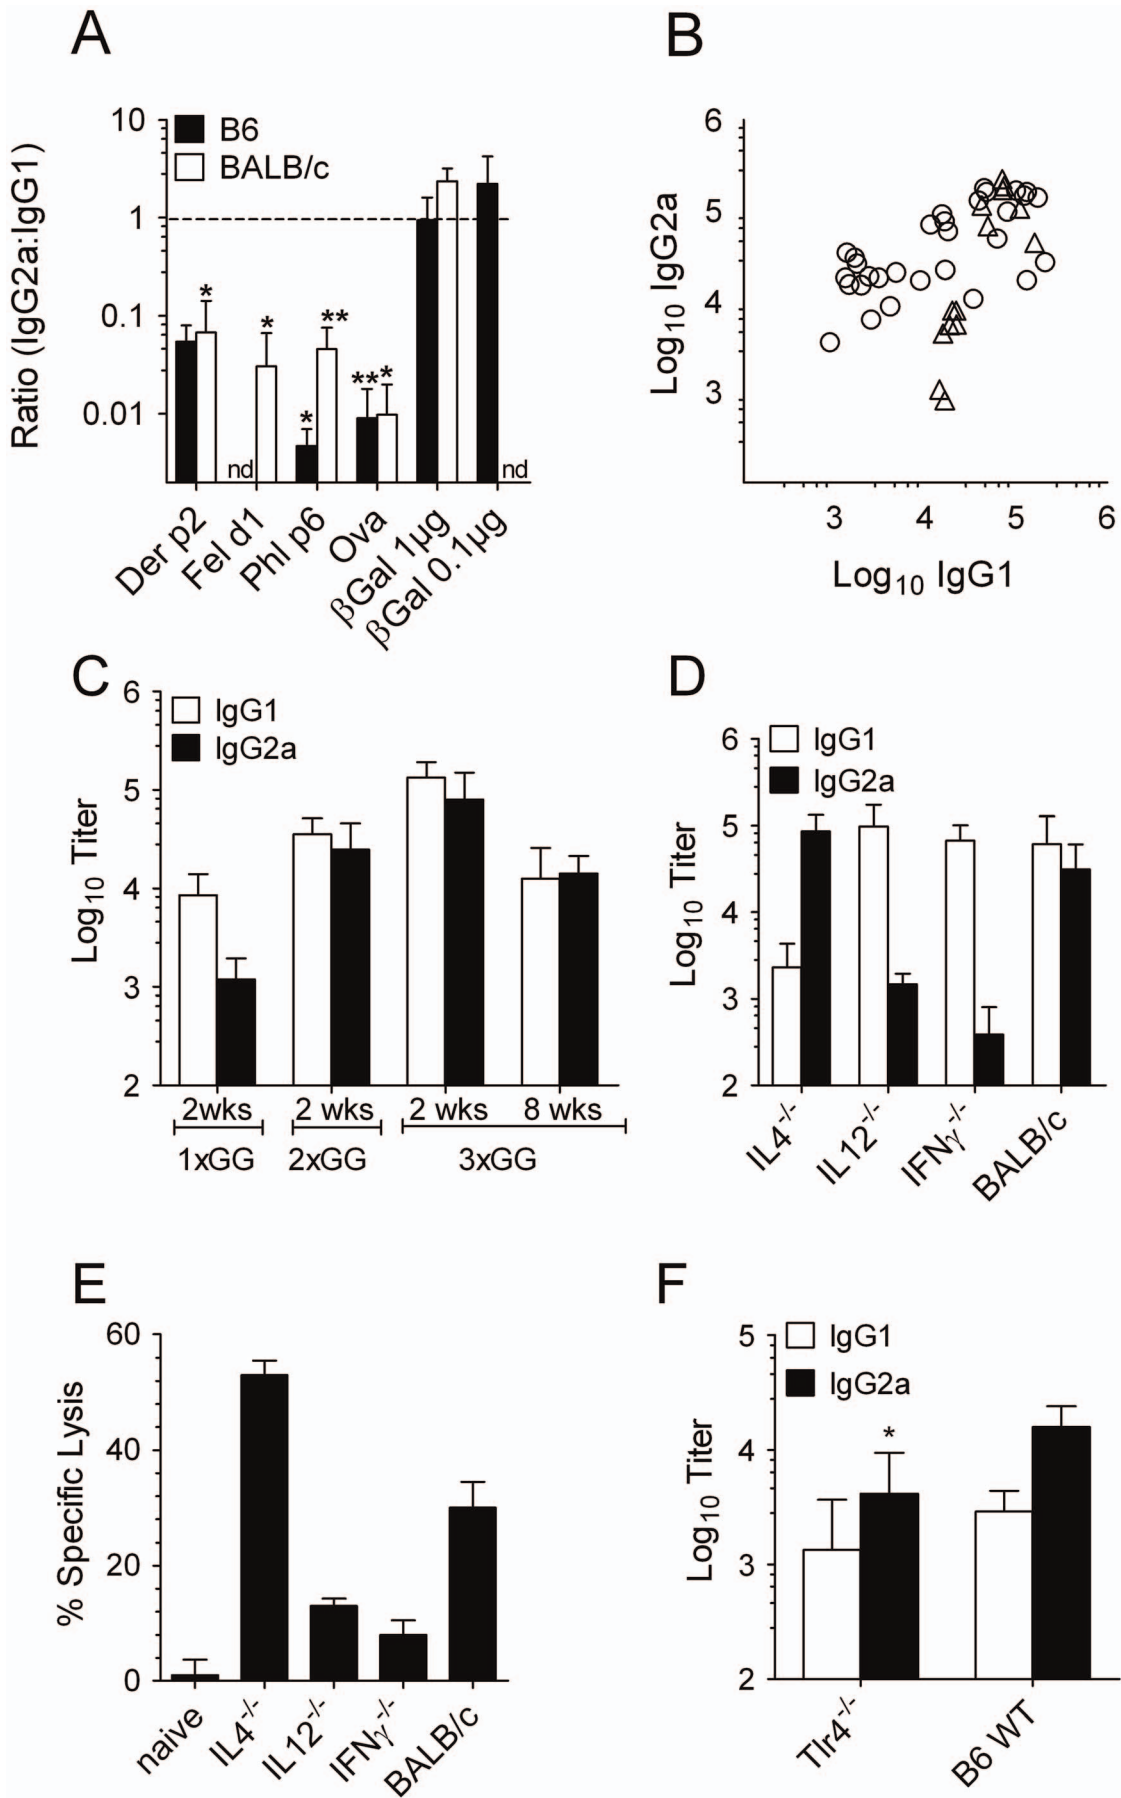 A
Ratio (IgG2a:IgG1)
10
1
0.1
0.01
B6
BALB/c
*
*
*
**
**
*
nd
nd
Der p2
Fel d1
Phl p6
Ova
βGal 1µg
βGal 0.1µg
B
Log10 IgG2a
6
5
4
3
3 4 5 6
Log10 IgG1
C
Log10 Titer
6
5
4
3
2
IgG1
IgG2a
2wks 2 wks 2 wks 8 wks
1xGG 2xGG 3xGG
D
Log10 Titer
6
5
4
3
2
IgG1
IgG2a
IL4-/-
IL12-/-
IFNγ-/-
BALB/c
E
% Specific Lysis
60
40
20
0
naive
IL4-/-
IL12-/-
IFNγ-/-
BALB/c
F
Log10 Titer
5
4
3
2
IgG1
IgG2a
*
Tlr4-/-
B6 WT